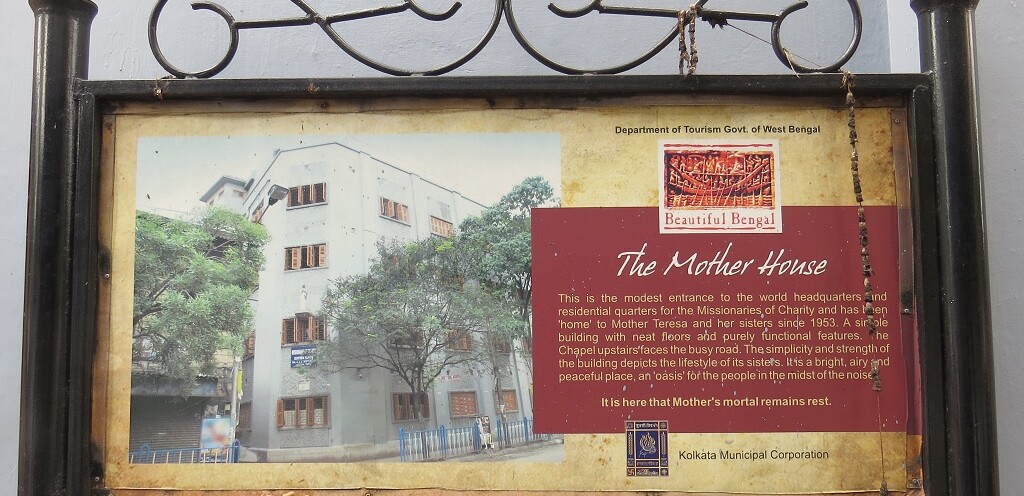 Department of Tourism Govt. of West Bengal
Beautiful Bengal
The Mother House
This is the modest entrance to the world headquarters and
residential quarters for the Missionaries of Charity and has been
'home' to Mother Teresa and her sisters since 1953. A simple
building with neat floors and purely functional features. The
Chapel upstairs faces the busy road. The simplicity and strength of
the building depicts the lifestyle of its sisters. It is a bright, airy and
peaceful place, an 'oasis' for the people in the midst of the noise.
It is here that Mother's mortal remains rest.
Kolkata Municipal Corporation